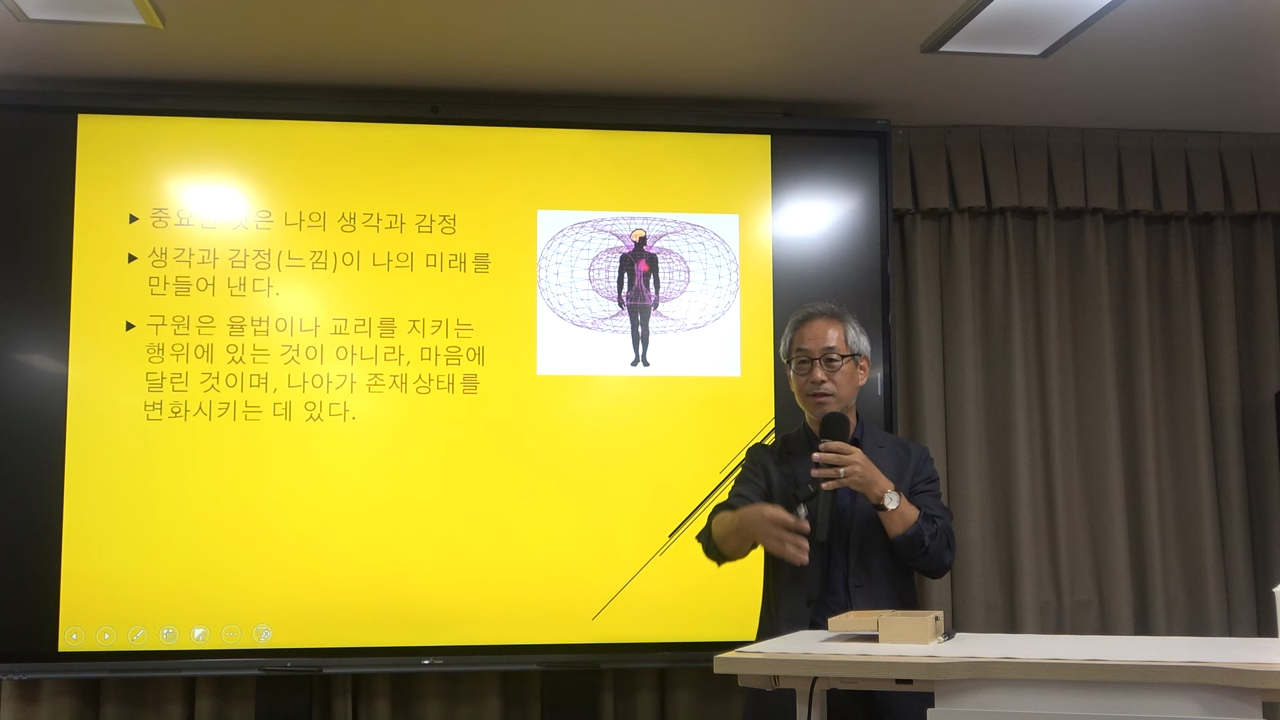 ▶ 중요한 것은 나의 생각과 감정
▶ 생각과 감정(느낌)이 나의 미래를
만들어 낸다.
▶ 구원은 율법이나 교리를 지키는
행위에 있는 것이 아니라, 마음에
달린 것이며, 나아가 존재상태를
변화시키는 데 있다.